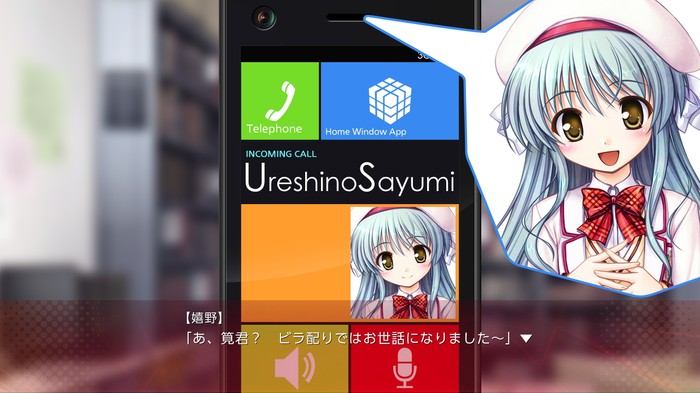 Telephone
Home Window App
INCOMING CALL
UreshinoSayumi
【嬉野】
「あ、筧君？　ビラ配りではお世話になりました～」▼